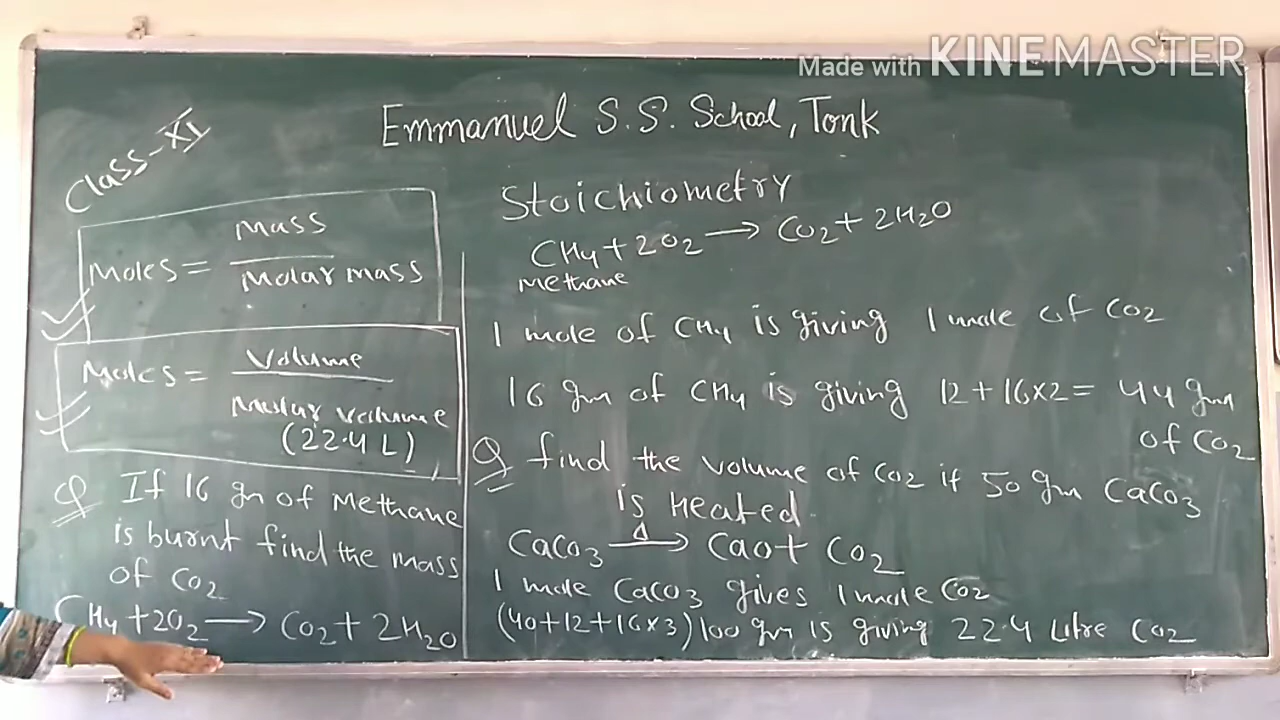 Made with KINEMASTER
Emmanuel S.S. School, Tonk
Class-XI
Moles = Mass
Molar mass
Moles = Volume
Molar volume
(22.4 L)
Q If 16 gm of Methane
is burnt find the mass
of CO2
CH4 + 2O2 → CO2 + 2H2O
Stoichiometry
CH4 + 2O2 → CO2 + 2H2O
Methane
1 mole of CH4 is giving 1 mole of CO2
16 gm of CH4 is giving 12 + 16×2 = 44 gm
of CO2
Q find the volume of CO2 if 50 gm CaCO3
is Heated.
CaCO3 Δ→ CaO + CO2
1 mole CaCO3 gives 1 mole CO2
(40+12+16×3) 100 gm is giving 22.4 Litre CO2